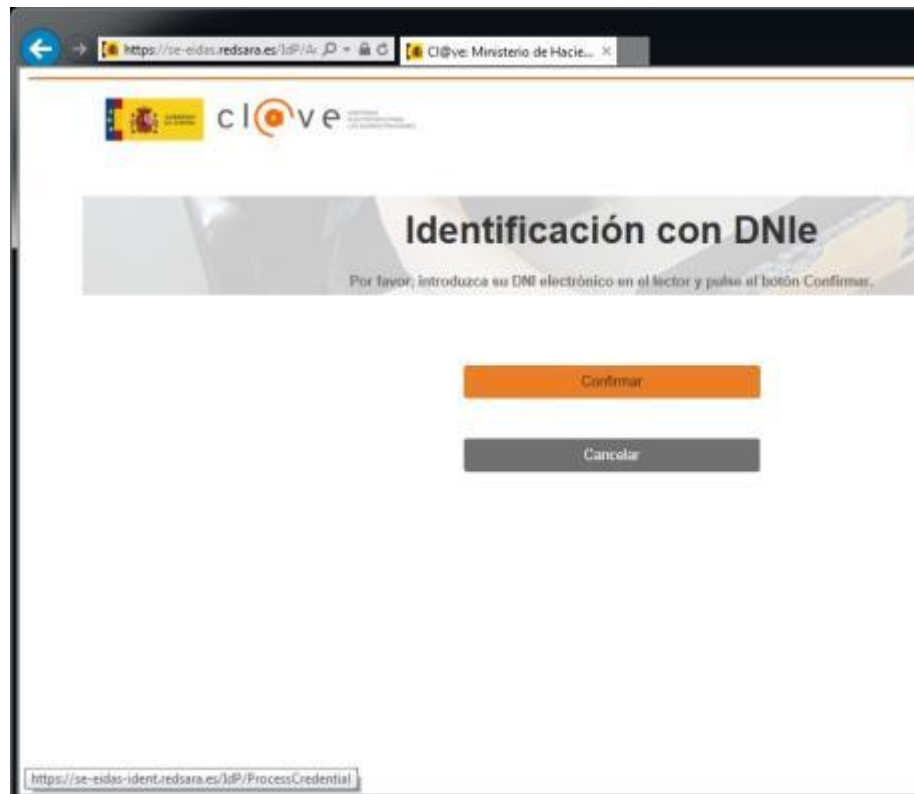 https://se-eidas.redsara.es/IdP/A
Cl@ve: Ministerio de Hacie...
cl@ve
Identificación con DNIe
Por favor, introduzca su DNI electrónico en el lector y pulse el botón Confirmar.
Confirmar
Cancelar
https://se-eidas-ident.redsara.es/IdP/ProcessCredential